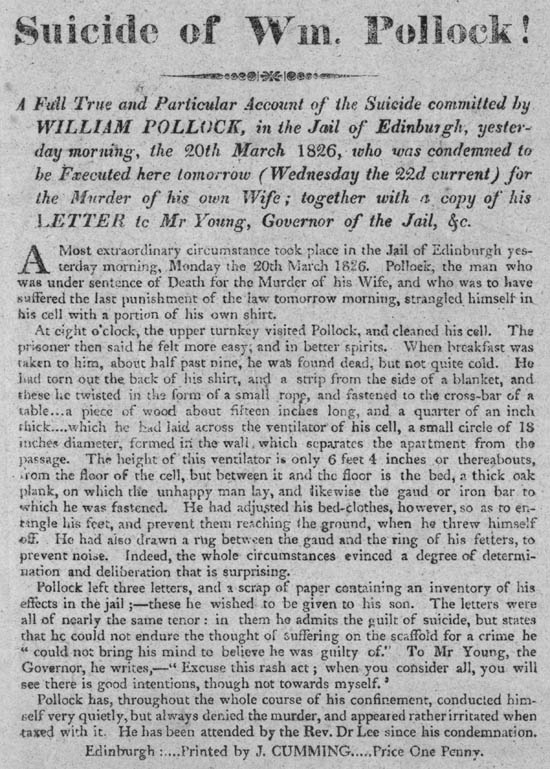 Suicide of Wm. Pollock!
A Full True and Particular Account of the Suicide committed by
WILLIAM POLLOCK, in the Jail of Edinburgh, yester-
day morning, the 20th March 1826, who was condemned to
be Executed here tomorrow (Wednesday the 22d current) for
the Murder of his own Wife; together with a copy of his
LETTER to Mr Young, Governor of the Jail, &c.
A Most extraordinary circumstance took place in the Jail of Edinburgh yes-
terday morning, Monday the 20th March 1826. Pollock, the man who
was under sentence of Death for the Murder of his Wife, and who was to have
suffered the last punishment of the law tomorrow morning, strangled himself in
his cell with a portion of his own shirt.
At eight o'clock, the upper turnkey visited Pollock, and cleaned his cell. The
prisoner then said he felt more easy, and in better spirits. When breakfast was
taken to him, about half past nine, he was found dead, but not quite cold. He
had torn out the back of his shirt, and a strip from the side of a blanket, and
these he twisted in the form of a small rope, and fastened to the cross-bar of a
table...a piece of wood about fifteen inches long, and a quarter of an inch
thick....which he had laid across the ventilator of his cell, a small circle of 18
inches diameter, formed in the wall which separates the apartment from the
passage. The height of this ventilator is only 6 feet 4 inches or thereabouts,
from the floor of the cell, but between it and the floor is the bed, a thick oak
plank, on which the unhappy man lay, and likewise the gaud or iron bar to
which he was fastened. He had adjusted his bed-clothes, however, so as to en-
tangle his feet, and prevent them reaching the ground, when he threw himself
off. He had also drawn a rug between the gaud and the ring of his fetters, to
prevent noise. Indeed, the whole circumstances evinced a degree of determi-
nation and deliberation that is surprising.
Pollock left three letters, and a scrap of paper containing an inventory of his
effects in the jail;—these he wished to be given to his son. The letters were
all of nearly the same tenor: in them he admits the guilt of suicide, but states
that he could not endure the thought of suffering on the scaffold for a crime he
" could not bring his mind to believe he was guilty of." To Mr Young, the
Governor, he writes,—" Excuse this rash act; when you consider all, you will
see there is good intentions, though not towards myself."
Pollock has, throughout the whole course of his confinement, conducted him-
self very quietly, but always denied the murder, and appeared rather irritated when
taxed with it. He has been attended by the Rev. Dr Lee since his condemnation.
Edinburgh:....Printed by J. CUMMING....Price One Penny.